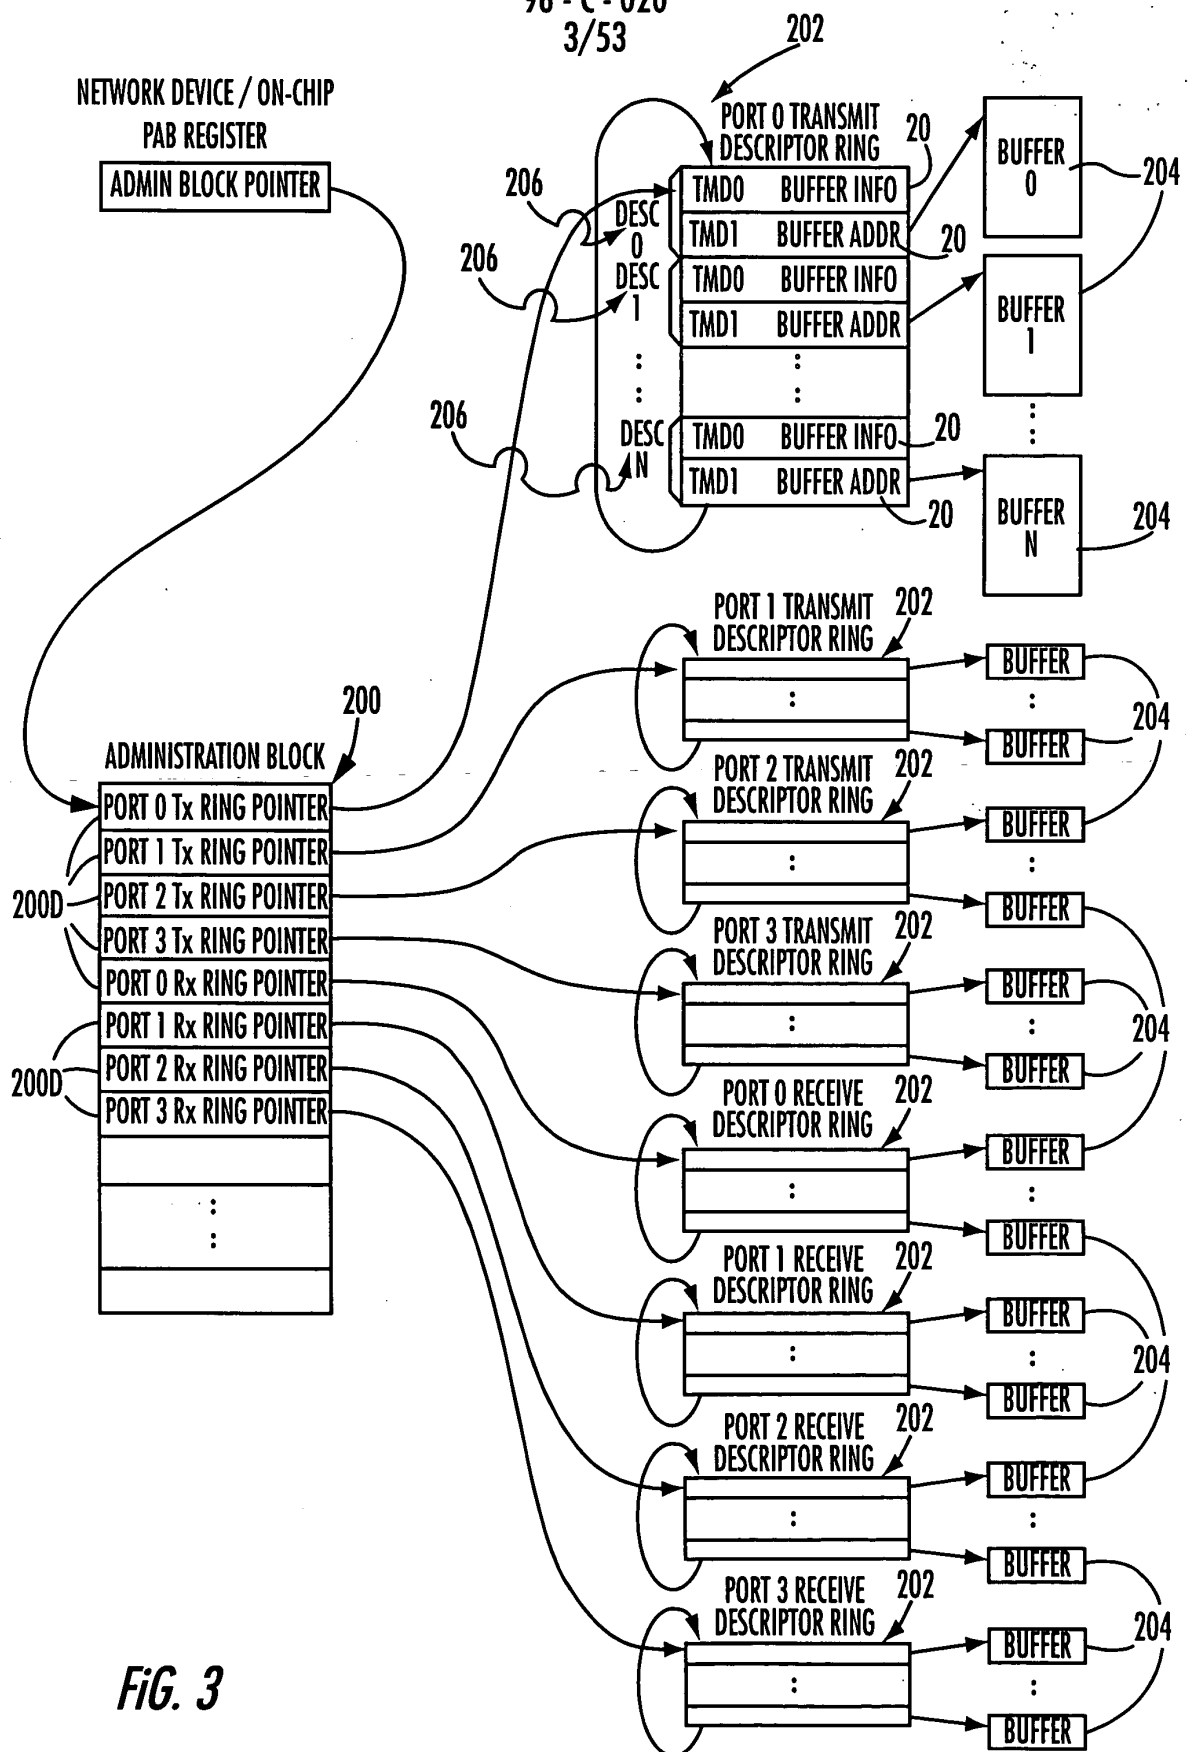 98 - C - 026
3/53
202
NETWORK DEVICE / ON-CHIP
PAB REGISTER
ADMIN BLOCK POINTER
PORT 0 TRANSMIT
DESCRIPTOR RING
20
TMD0 BUFFER INFO
TMD1 BUFFER ADDR
20
TMD0 BUFFER INFO
TMD1 BUFFER ADDR
:
:
TMD0 BUFFER INFO
20
TMD1 BUFFER ADDR
20
206
DESC
0
206
DESC
1
:
:
206
DESC
N
BUFFER
0
204
BUFFER
1
:
:
BUFFER
N
204
200
ADMINISTRATION BLOCK
PORT 0 Tx RING POINTER
PORT 1 Tx RING POINTER
PORT 2 Tx RING POINTER
PORT 3 Tx RING POINTER
PORT 0 Rx RING POINTER
PORT 1 Rx RING POINTER
PORT 2 Rx RING POINTER
PORT 3 Rx RING POINTER
:
:
200D
200D
PORT 1 TRANSMIT
DESCRIPTOR RING
202
:
BUFFER
:
BUFFER
204
PORT 2 TRANSMIT
DESCRIPTOR RING
202
:
BUFFER
:
BUFFER
PORT 3 TRANSMIT
DESCRIPTOR RING
202
:
BUFFER
:
BUFFER
204
PORT 0 RECEIVE
DESCRIPTOR RING
202
:
BUFFER
:
BUFFER
PORT 1 RECEIVE
DESCRIPTOR RING
202
:
BUFFER
:
BUFFER
204
PORT 2 RECEIVE
DESCRIPTOR RING
202
:
BUFFER
:
BUFFER
PORT 3 RECEIVE
DESCRIPTOR RING
202
:
BUFFER
:
BUFFER
204
FiG. 3